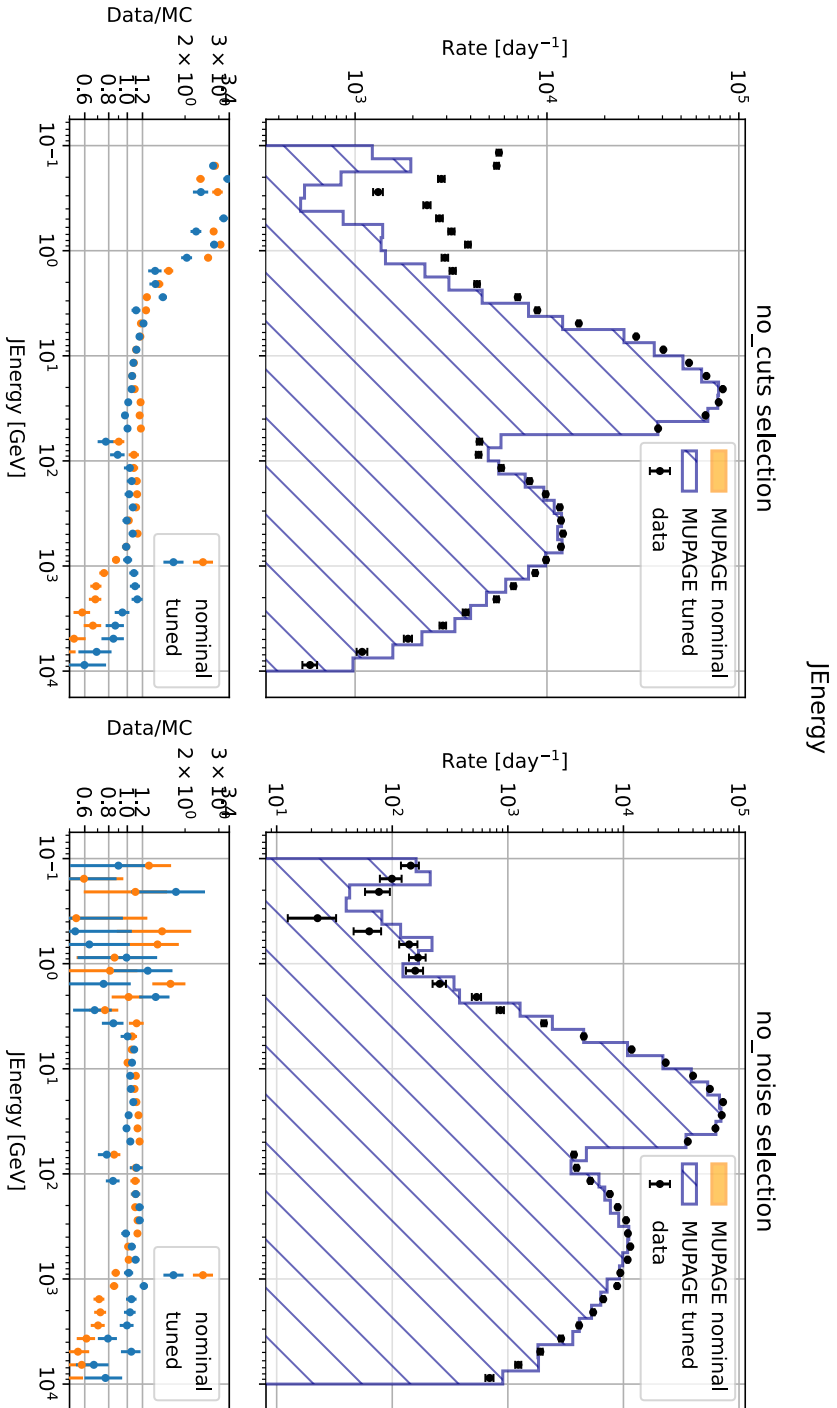 JEnergy
no_cuts selection
Rate [day⁻¹]
10⁵
10⁴
10³
MUPAGE nominal
MUPAGE tuned
data
Data/MC
3.4
3 × 10⁰
2 × 10⁰
1.2
1.0
0.8
0.6
nominal
tuned
10⁻¹
10⁰
10¹
10²
10³
10⁴
JEnergy [GeV]
no_noise selection
Rate [day⁻¹]
10⁵
10⁴
10³
10²
10¹
MUPAGE nominal
MUPAGE tuned
data
Data/MC
3.4
3 × 10⁰
2 × 10⁰
1.2
1.0
0.8
0.6
nominal
tuned
10⁻¹
10⁰
10¹
10²
10³
10⁴
JEnergy [GeV]